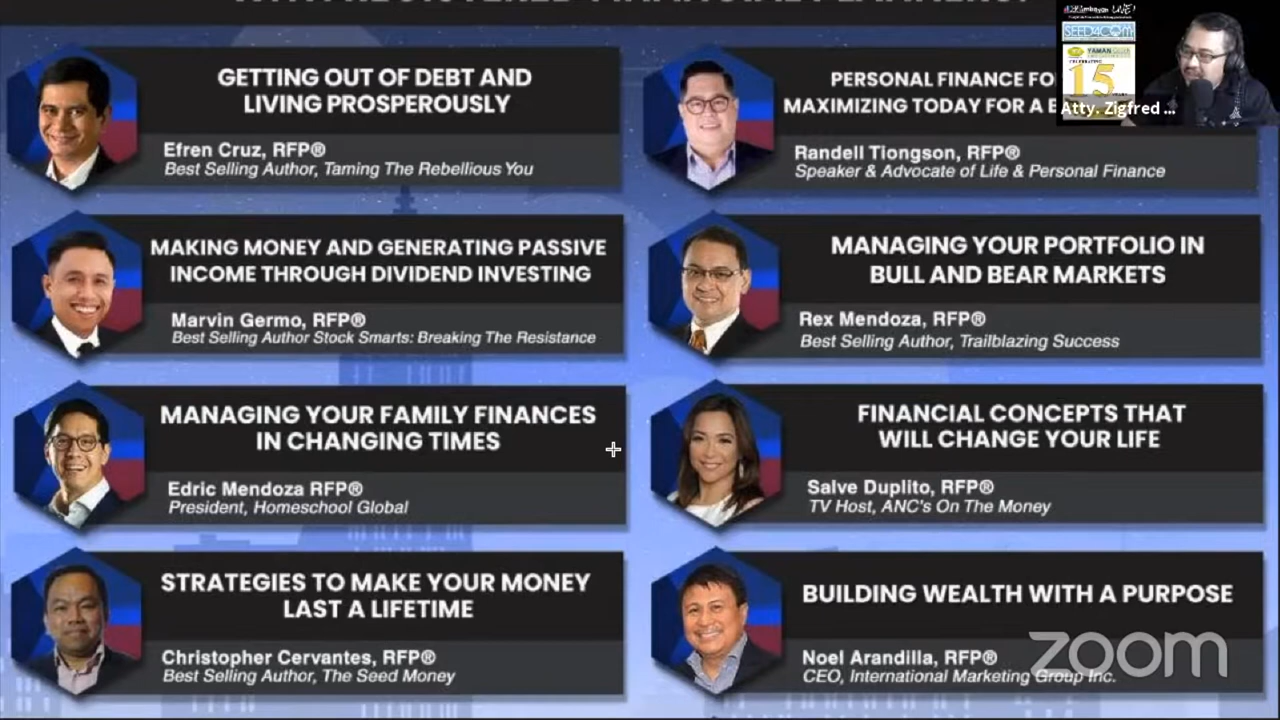 GETTING OUT OF DEBT AND
LIVING PROSPEROUSLY
Efren Cruz, RFP®
Best Selling Author, Taming The Rebellious You
PERSONAL FINANCE
MAXIMIZING TODAY FOR A
Randell Tiongson, RFP®
Speaker & Advocate of Life & Personal Finance
LIVE!
SEED4COM
YAMAN
15
Atty. Zigfred ...
MAKING MONEY AND GENERATING PASSIVE
INCOME THROUGH DIVIDEND INVESTING
Marvin Germo, RFP®
Best Selling Author Stock Smarts: Breaking The Resistance
MANAGING YOUR PORTFOLIO IN
BULL AND BEAR MARKETS
Rex Mendoza, RFP®
Best Selling Author, Trailblazing Success
MANAGING YOUR FAMILY FINANCES
IN CHANGING TIMES
Edric Mendoza RFP®
President, Homeschool Global
FINANCIAL CONCEPTS THAT
WILL CHANGE YOUR LIFE
Salve Duplito, RFP®
TV Host, ANC's On The Money
STRATEGIES TO MAKE YOUR MONEY
LAST A LIFETIME
Christopher Cervantes, RFP®
Best Selling Author, The Seed Money
BUILDING WEALTH WITH A PURPOSE
Noel Arandilla, RFP®
CEO, International Marketing Group Inc.
zoom